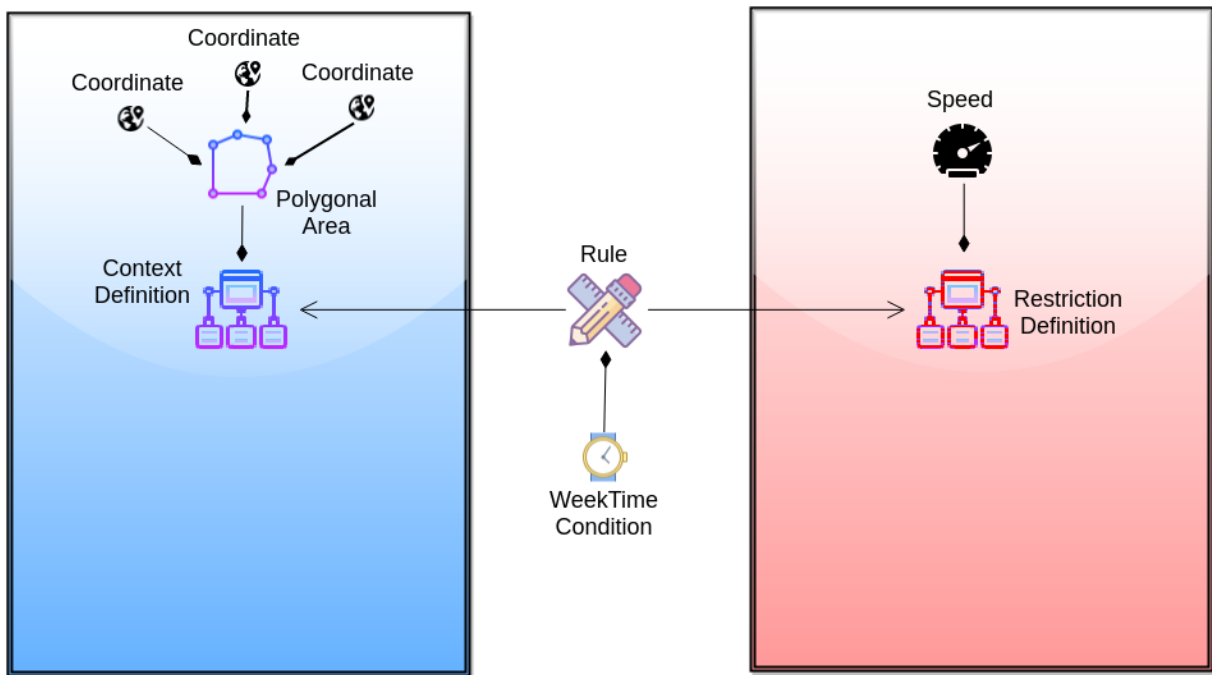 Coordinate
Coordinate
Coordinate
Polygonal
Area
Context
Definition
Rule
WeekTime
Condition
Speed
Restriction
Definition